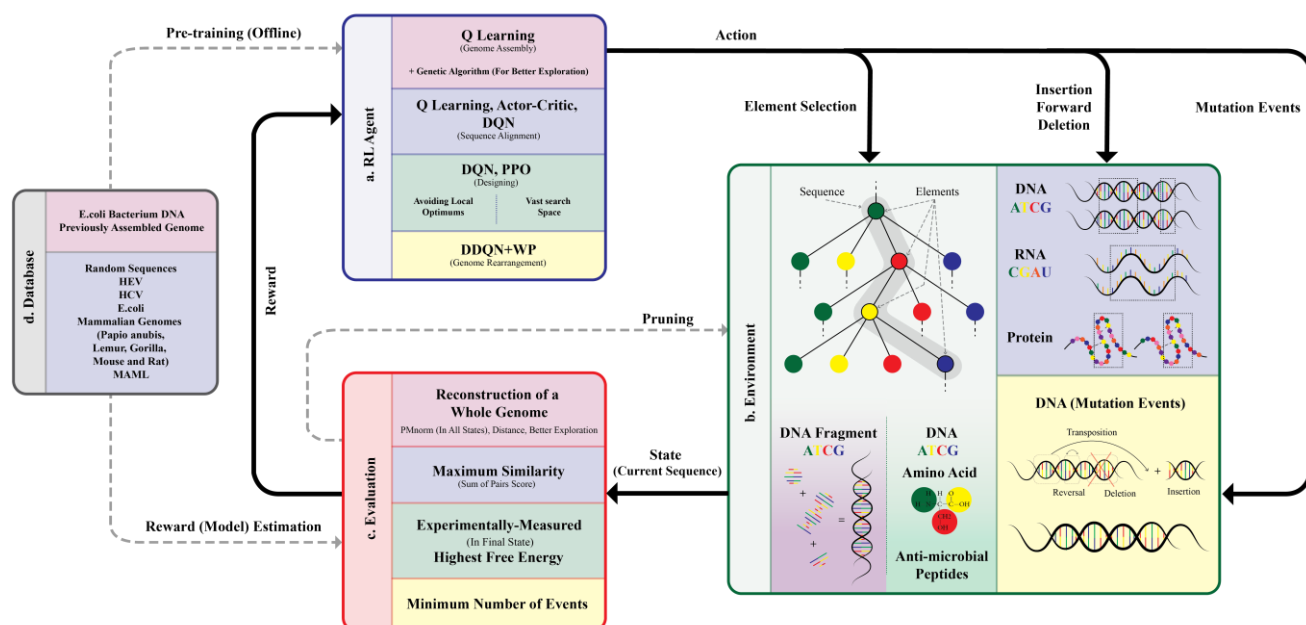 Pre-training (Offline)
a. RL Agent
Q Learning
(Genome Assembly)
+ Genetic Algorithm (For Better Exploration)
Q Learning, Actor-Critic,
DQN
(Sequence Alignment)
DQN, PPO
(Designing)
Avoiding Local
Optimums
Vast search
Space
DDQN+WP
(Genome Rearrangement)
Action
Element Selection
Insertion
Forward
Deletion
Mutation Events
d. Database
E.coli Bacterium DNA
Previously Assembled Genome
Random Sequences
HEV
HCV
E.coli
Mammalian Genomes
(Papio anubis,
Lemur, Gorilla,
Mouse and Rat)
MAML
Reward
Pruning
Reward (Model) Estimation
c. Evaluation
Reconstruction of a
Whole Genome
PMnorm (In All States), Distance, Better Exploration
Maximum Similarity
(Sum of Pairs Score)
Experimentally-Measured
(In Final State)
Highest Free Energy
Minimum Number of Events
State
(Current Sequence)
b. Environment
Sequence
Elements
DNA Fragment
ATCG
+
+
=
DNA
ATCG
Amino Acid
H H O
H N C C OH
CH2
OH
Anti-microbial
Peptides
DNA
ATCG
RNA
CGAU
Protein
DNA (Mutation Events)
Transposition
+
Reversal
Deletion
Insertion